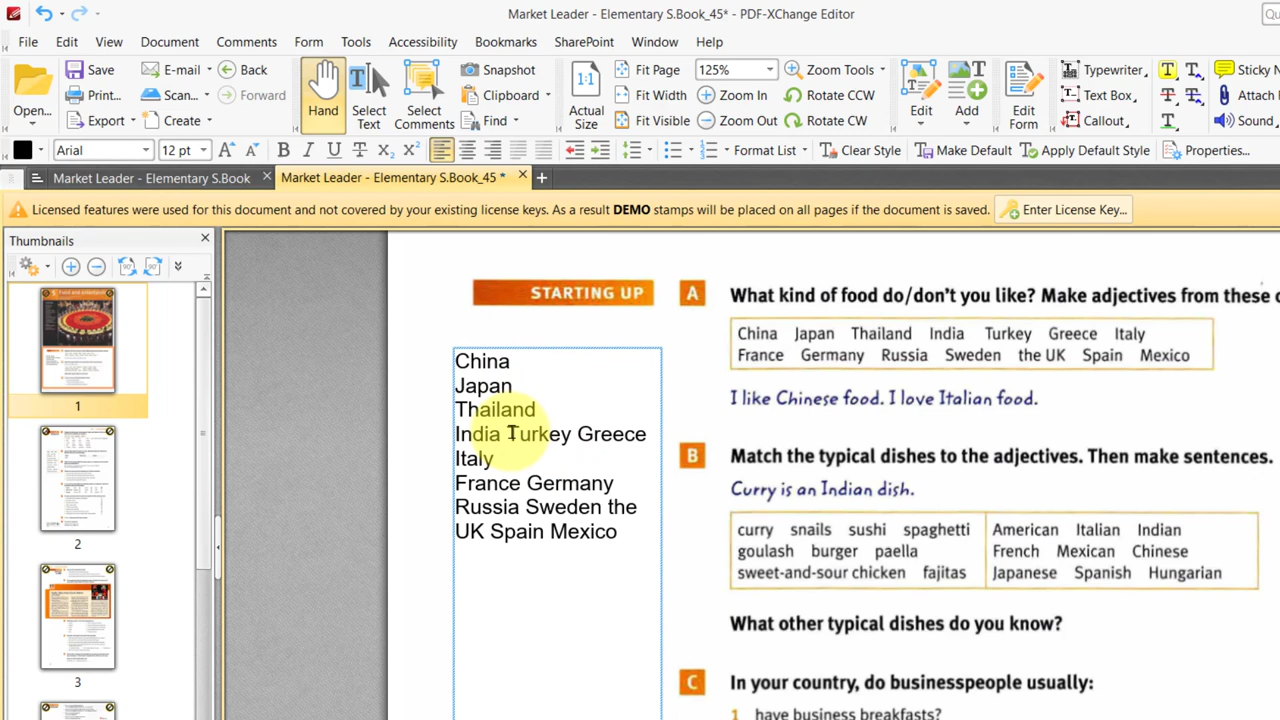 Market Leader - Elementary S.Book_45* - PDF-XChange Editor
File Edit View Document Comments Form Tools Accessibility Bookmarks SharePoint Window Help
Open... Save E-mail Back Hand Select Text Select Comments Snapshot Actual Size Fit Page 125% Zoom Tools Edit Add Edit Form Typewriter Sticky
Print... Scan... Forward Clipboard Fit Width Zoom In Rotate CCW Text Box Attach
Export Create Find Fit Visible Zoom Out Rotate CW Callout Sound
Arial 12 pt B I U Format List Clear Style Make Default Apply Default Style Properties...
Market Leader - Elementary S.Book Market Leader - Elementary S.Book_45 *
Licensed features were used for this document and not covered by your existing license keys. As a result DEMO stamps will be placed on all pages if the document is saved. Enter License Key...
Thumbnails
1
2
3
STARTING UP
China
Japan
Thailand
India Turkey Greece
Italy
France Germany
Russia Sweden the
UK Spain Mexico
A What kind of food do/don't you like? Make adjectives from these
China Japan Thailand India Turkey Greece Italy
France Germany Russia Sweden the UK Spain Mexico
I like Chinese food. I love Italian food.
B Match the typical dishes to the adjectives. Then make sentences.
Curry is an Indian dish.
curry snails sushi spaghetti
goulash burger paella
sweet-and-sour chicken fajitas
American Italian Indian
French Mexican Chinese
Japanese Spanish Hungarian
What other typical dishes do you know?
C In your country, do businesspeople usually:
1 have business breakfasts?